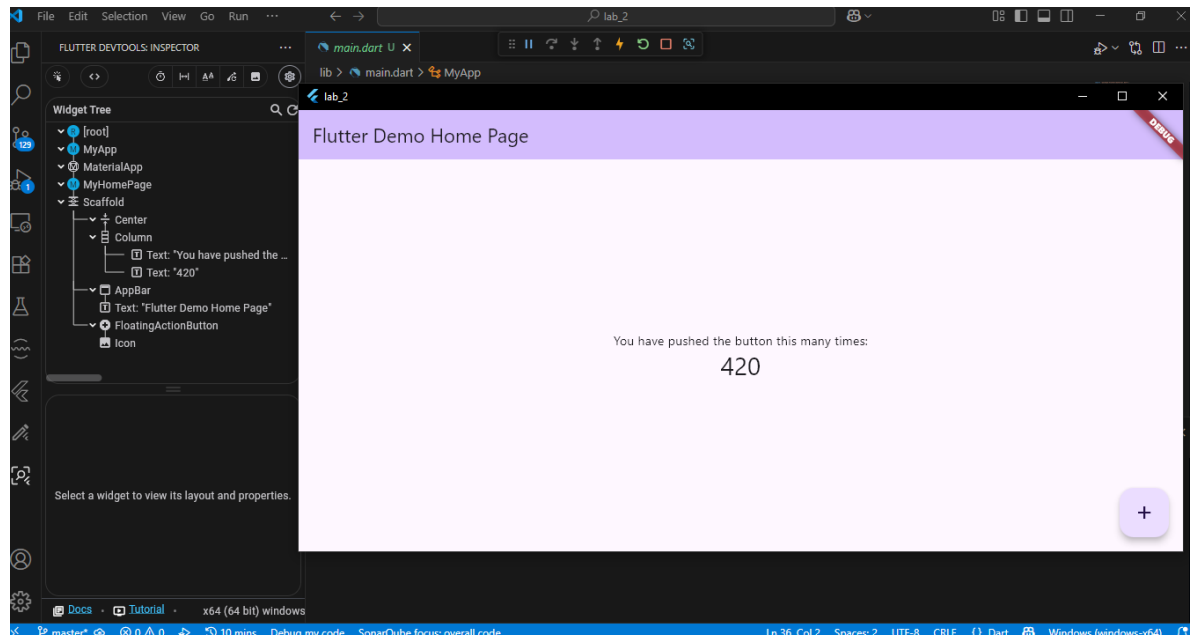 File Edit Selection View Go Run ··· lab_2
FLUTTER DEVTOOLS: INSPECTOR ···
main.dart U
lib > main.dart > MyApp
Widget Tree
[root]
MyApp
MaterialApp
MyHomePage
Scaffold
Center
Column
Text: "You have pushed the ...
Text: "420"
AppBar
Text: "Flutter Demo Home Page"
FloatingActionButton
Icon
129
1
Select a widget to view its layout and properties.
Docs · Tutorial · x64 (64 bit) windows
lab_2
Flutter Demo Home Page
DEBUG
You have pushed the button this many times:
420
+
master* 0 0 10 mins Debug my code SonarQube focus: overall code Ln 36, Col 2 Spaces: 2 UTF-8 CRLF {} Dart Windows (windows-x64)